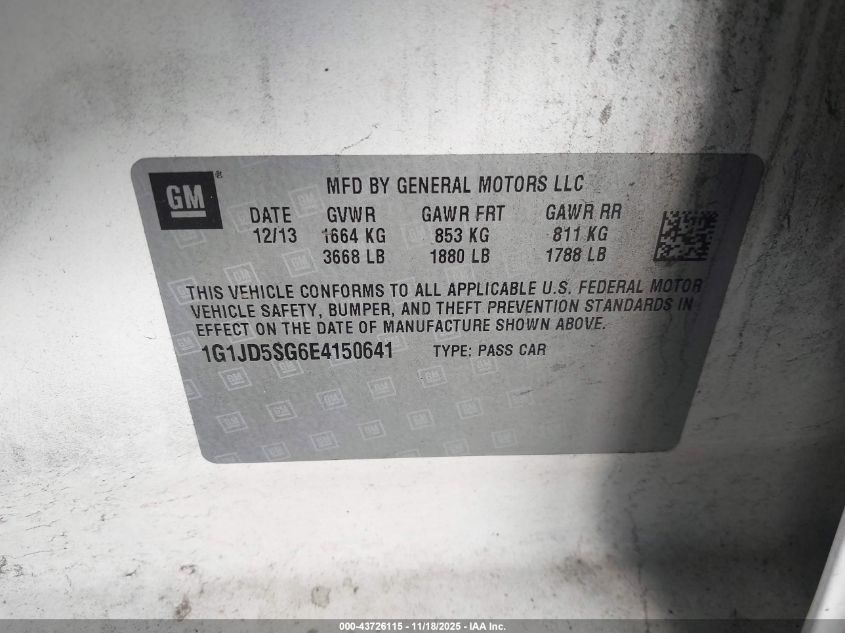 GM®
MFD BY GENERAL MOTORS LLC
DATE GVWR GAWR FRT GAWR RR
12/13 1664 KG 853 KG 811 KG
3668 LB 1880 LB 1788 LB
THIS VEHICLE CONFORMS TO ALL APPLICABLE U.S. FEDERAL MOTOR
VEHICLE SAFETY, BUMPER, AND THEFT PREVENTION STANDARDS IN
EFFECT ON THE DATE OF MANUFACTURE SHOWN ABOVE.
1G1JD5SG6E4150641 TYPE: PASS CAR
000-43726115 - 11/18/2025 - IAA Inc.